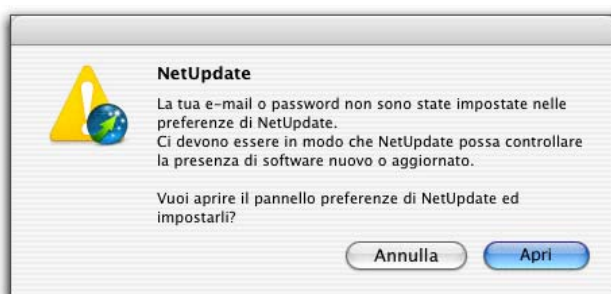 NetUpdate
La tua e-mail o password non sono state impostate nelle
preferenze di NetUpdate.
Ci devono essere in modo che NetUpdate possa controllare
la presenza di software nuovo o aggiornato.
Vuoi aprire il pannello preferenze di NetUpdate ed
impostarli?
Annulla
Apri